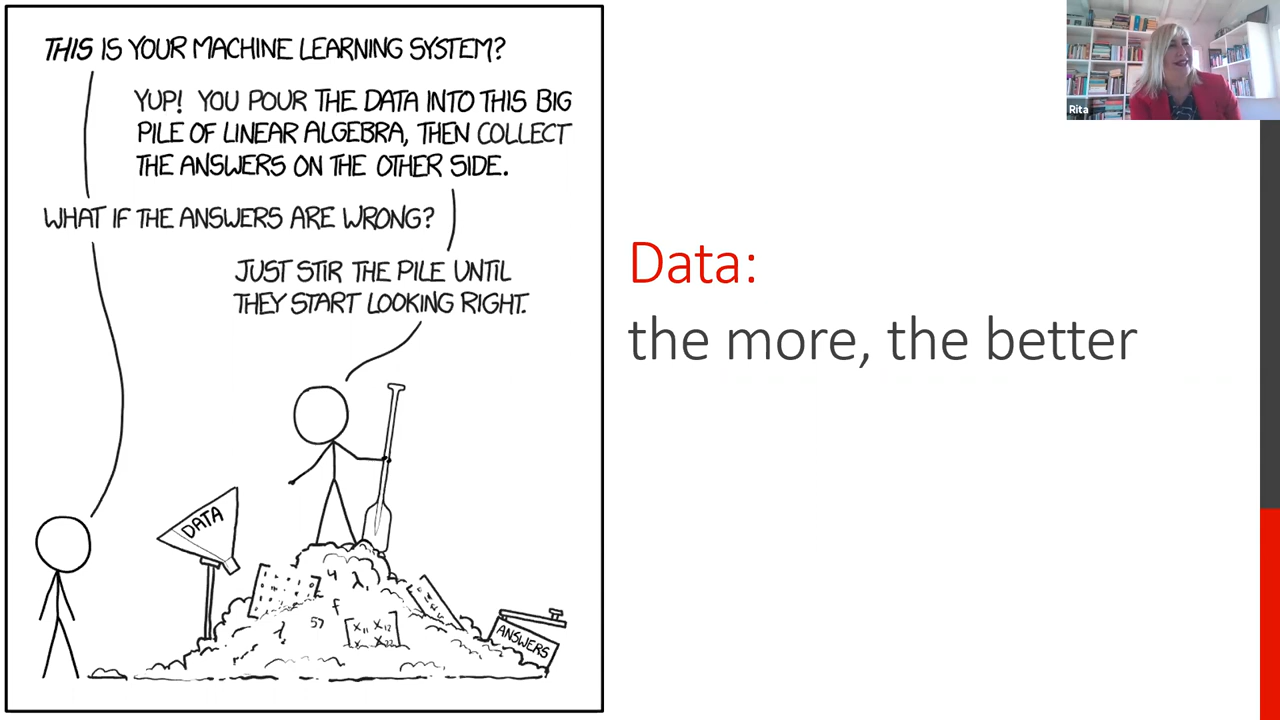 THIS IS YOUR MACHINE LEARNING SYSTEM?
YUP! YOU POUR THE DATA INTO THIS BIG
PILE OF LINEAR ALGEBRA, THEN COLLECT
THE ANSWERS ON THE OTHER SIDE.
WHAT IF THE ANSWERS ARE WRONG?
JUST STIR THE PILE UNTIL
THEY START LOOKING RIGHT.
DATA
ANSWERS
Data:
the more, the better
Rita